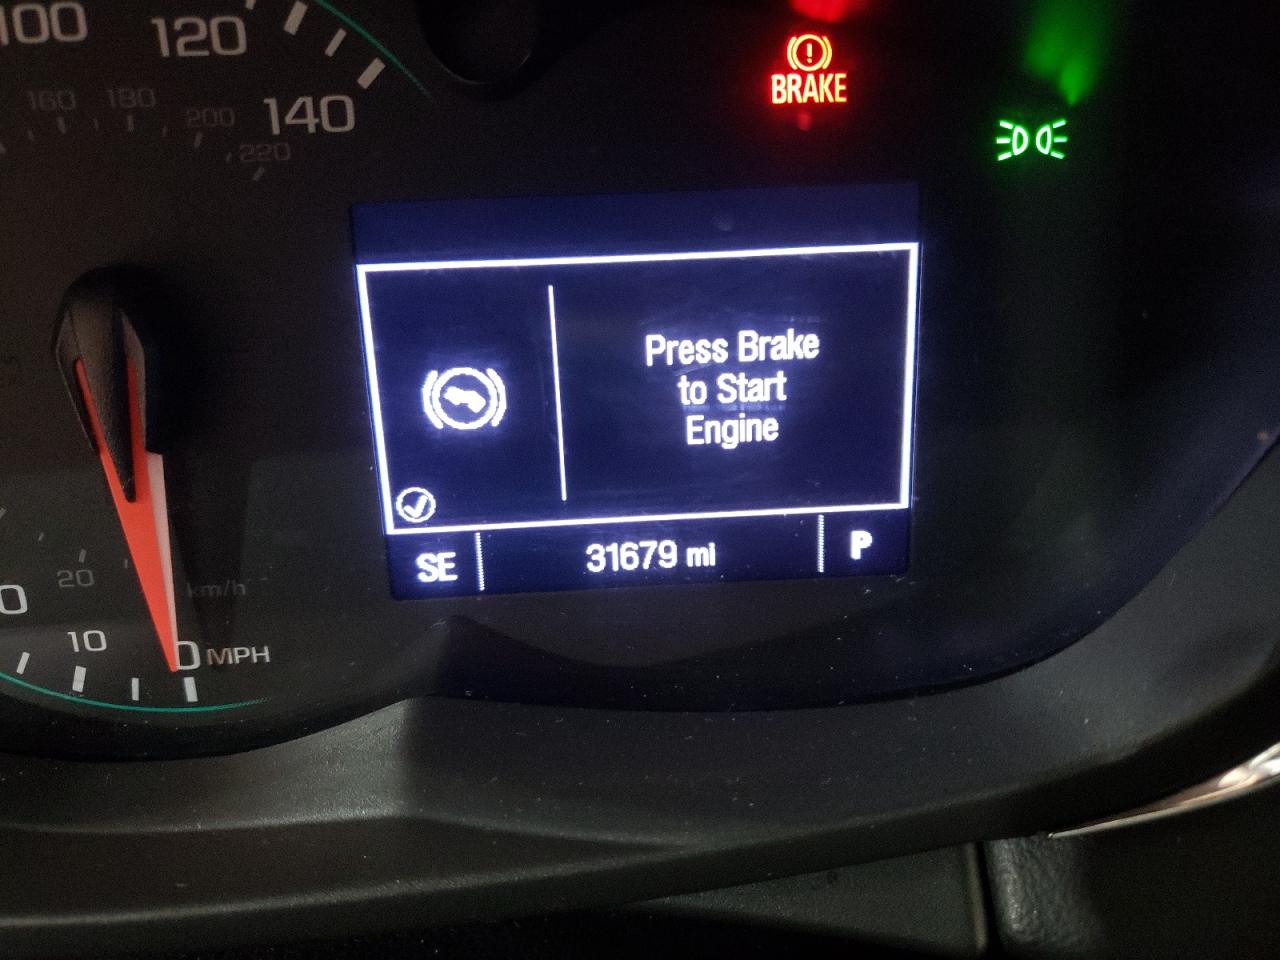 100
120
140
160
180
200
220
BRAKE
Press Brake
to Start
Engine
SE
31679 mi
P
20
km/h
0
10
0 MPH